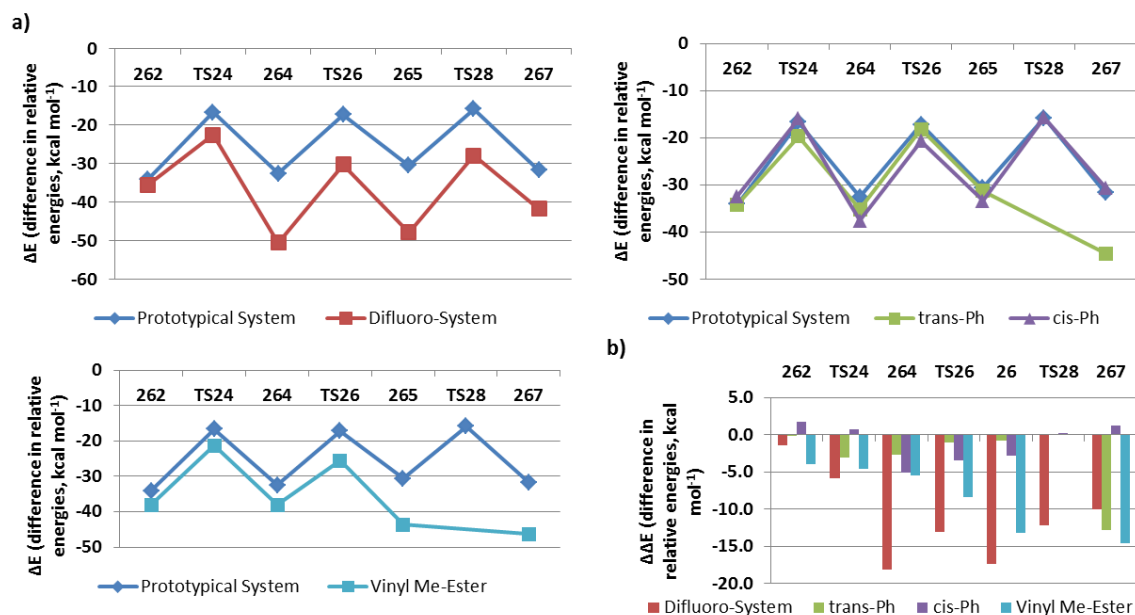 a)
0
-10
-20
-30
-40
-50
-60
262 TS24 264 TS26 265 TS28 267
ΔE (difference in relative
energies, kcal mol-1)
Prototypical System Difluoro-System
0
-10
-20
-30
-40
-50
262 TS24 264 TS26 265 TS28 267
ΔE (difference in relative
energies, kcal mol-1)
Prototypical System trans-Ph cis-Ph
0
-10
-20
-30
-40
-50
262 TS24 264 TS26 265 TS28 267
ΔE (difference in relative
energies, kcal mol-1)
Prototypical System Vinyl Me-Ester
b)
262 TS24 264 TS26 26 TS28 267
5.0
0.0
-5.0
-10.0
-15.0
-20.0
ΔΔE (difference in
relative energies, kcal
mol-1)
Difluoro-System trans-Ph cis-Ph Vinyl Me-Ester